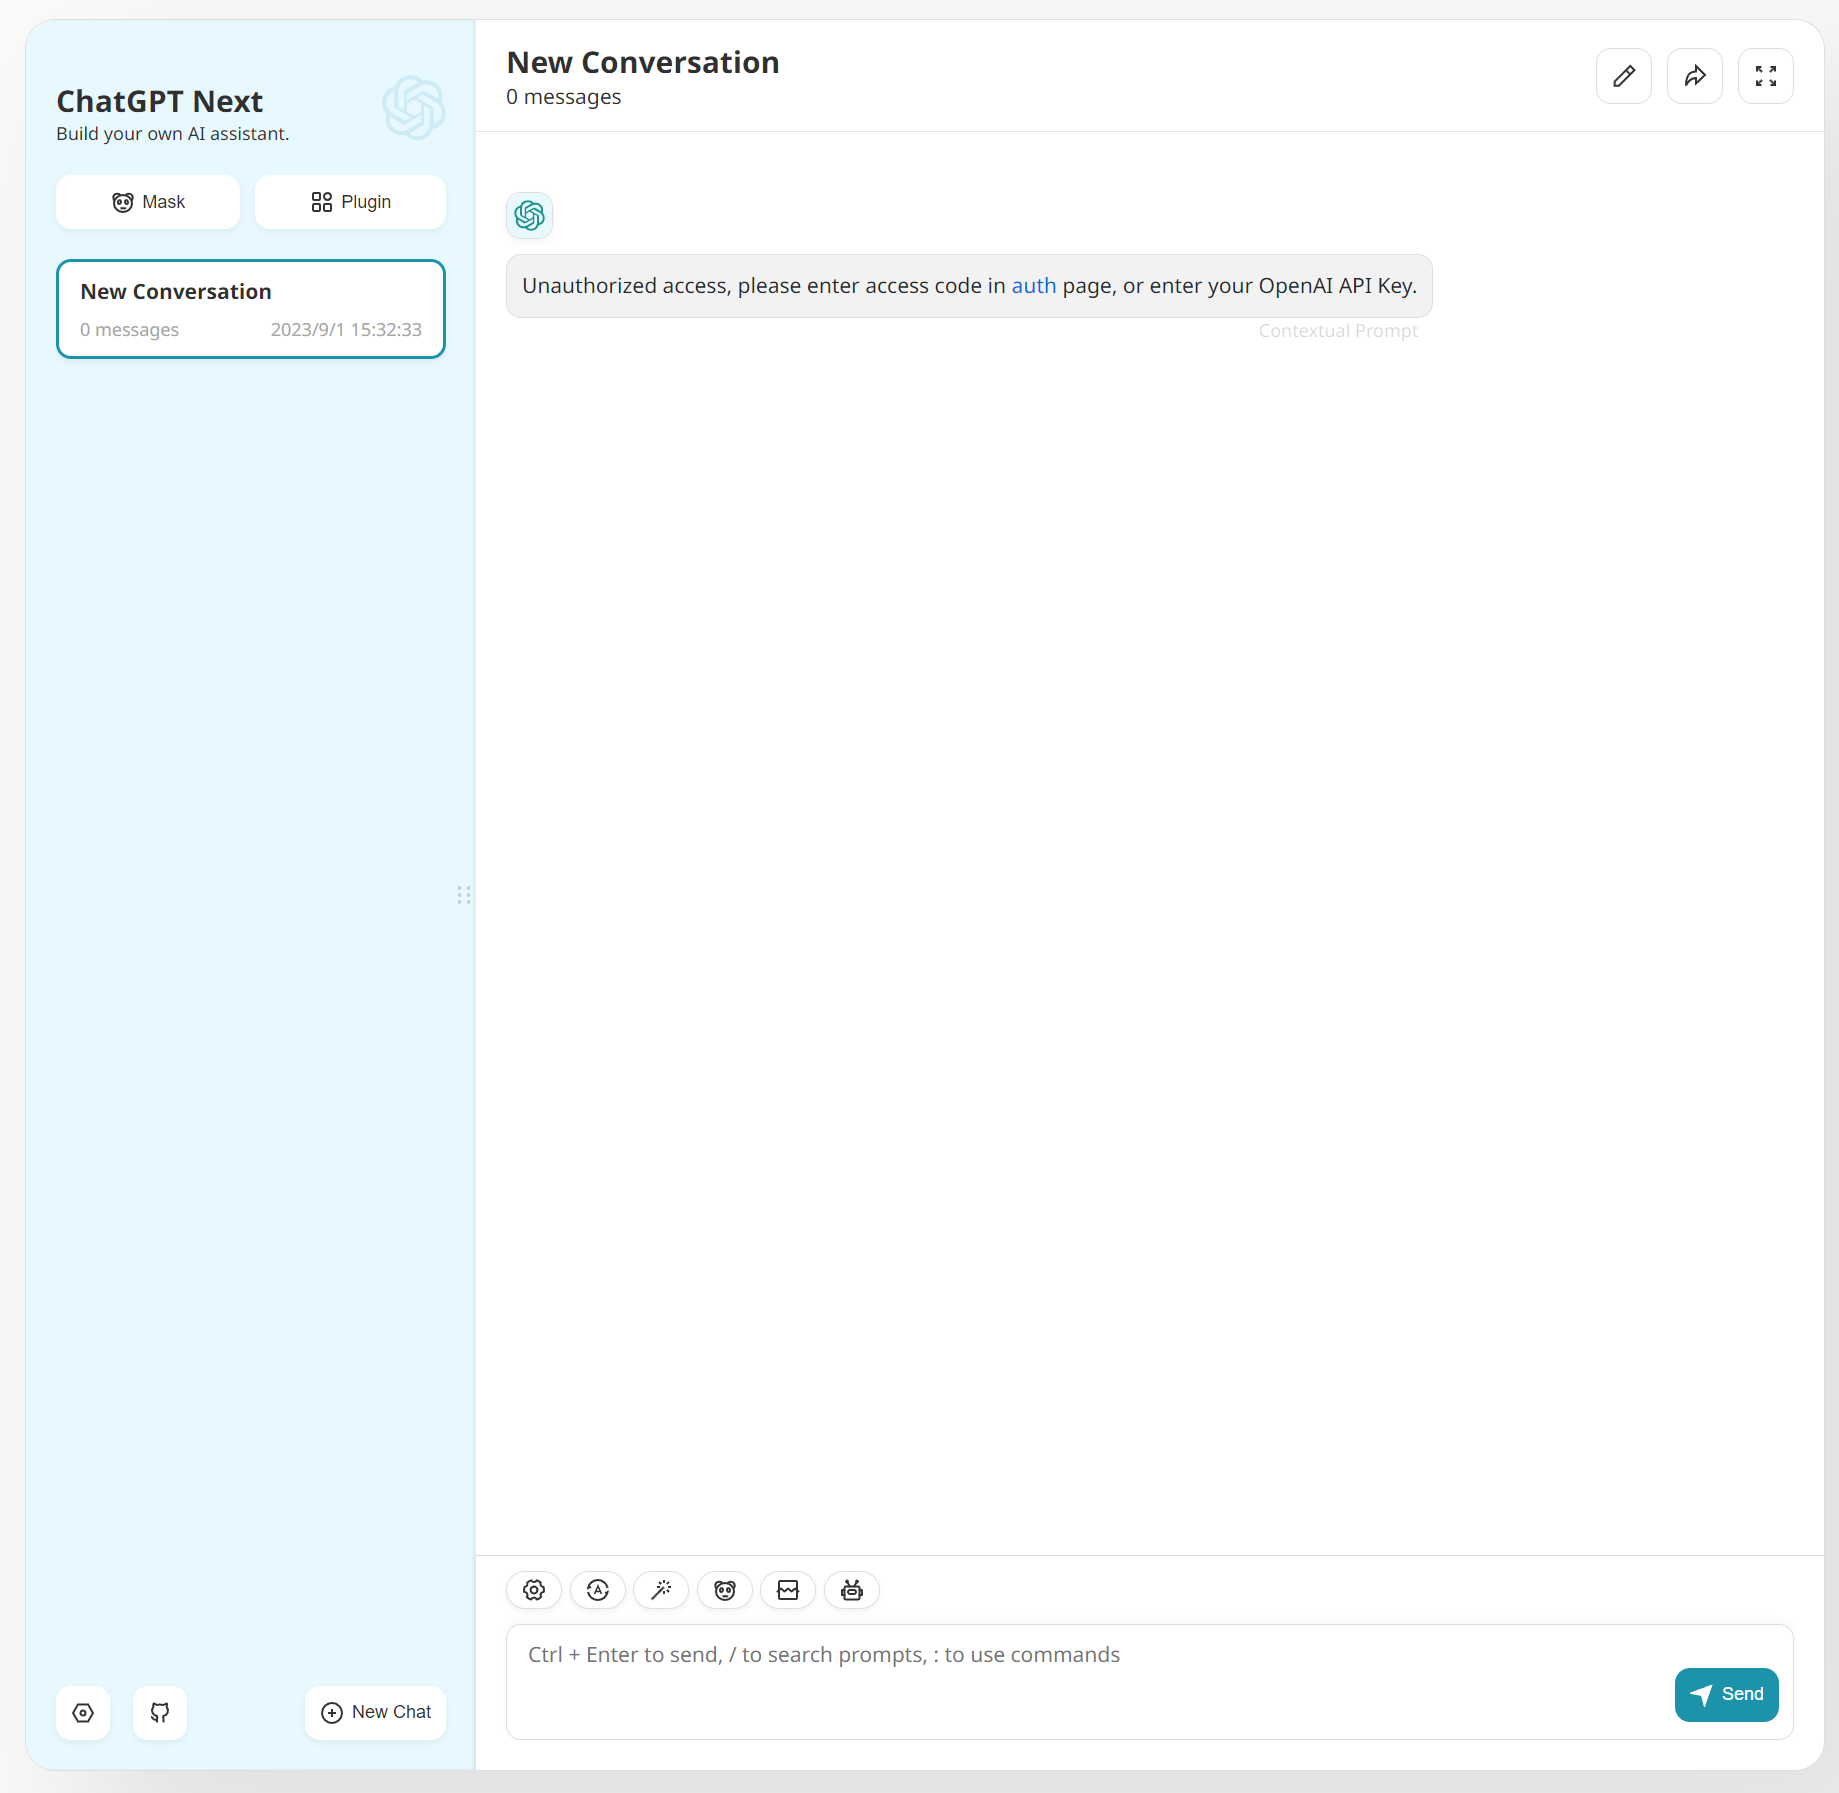 ChatGPT Next
Build your own AI assistant.
Mask
Plugin
New Conversation
0 messages
2023/9/1 15:32:33
New Chat
New Conversation
0 messages
Unauthorized access, please enter access code in auth page, or enter your OpenAI API Key.
Contextual Prompt
Ctrl + Enter to send, / to search prompts, : to use commands
Send